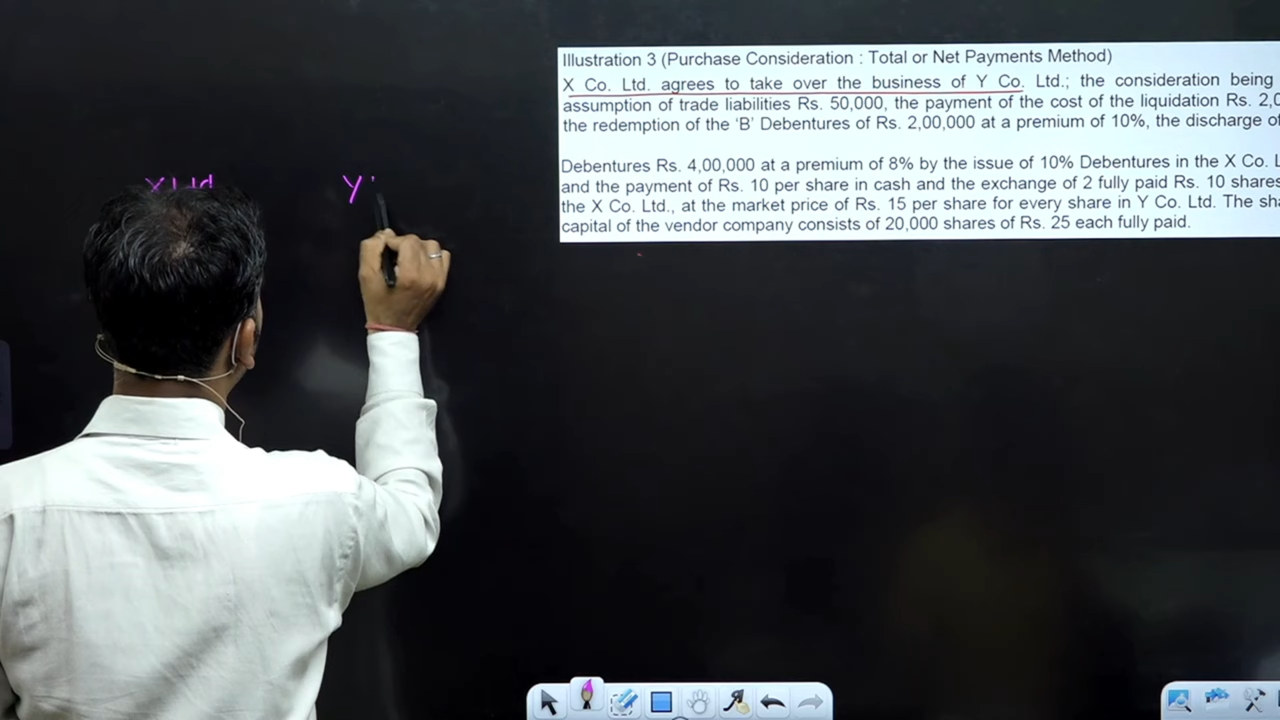 Illustration 3 (Purchase Consideration : Total or Net Payments Method)
X Co. Ltd. agrees to take over the business of Y Co. Ltd.; the consideration being
assumption of trade liabilities Rs. 50,000, the payment of the cost of the liquidation Rs. 2,0
the redemption of the ‘B’ Debentures of Rs. 2,00,000 at a premium of 10%, the discharge of
Debentures Rs. 4,00,000 at a premium of 8% by the issue of 10% Debentures in the X Co. L
and the payment of Rs. 10 per share in cash and the exchange of 2 fully paid Rs. 10 shares
the X Co. Ltd., at the market price of Rs. 15 per share for every share in Y Co. Ltd. The sha
capital of the vendor company consists of 20,000 shares of Rs. 25 each fully paid.
X Ltd Y